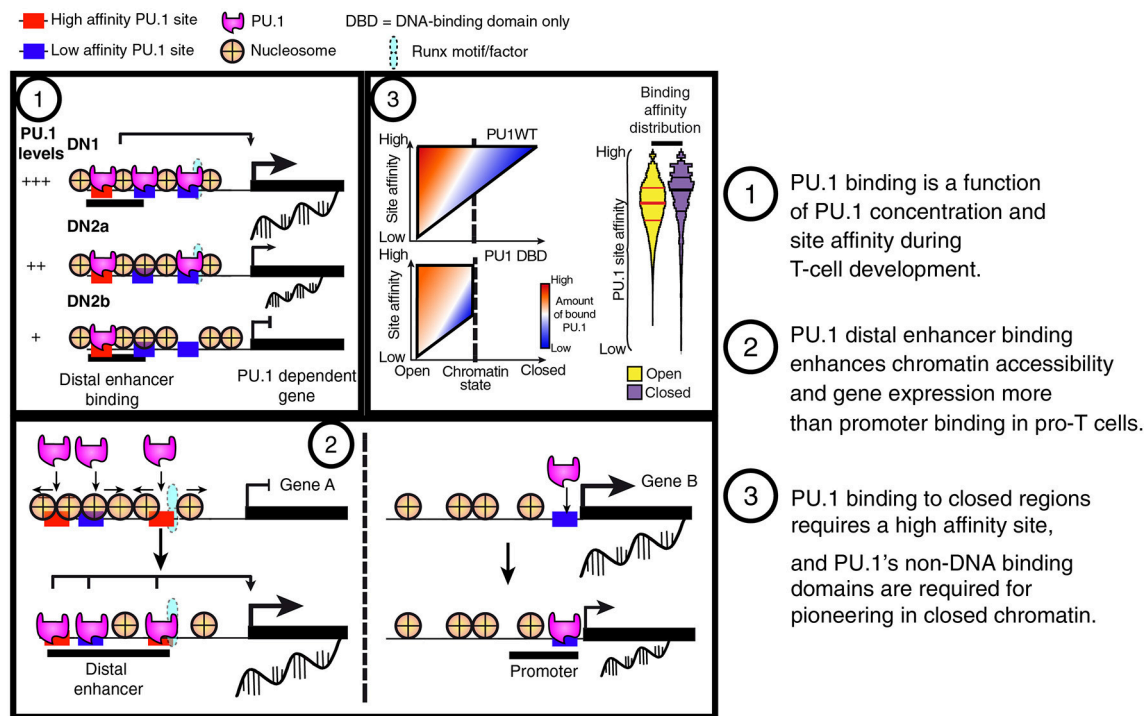 High affinity PU.1 site
PU.1
DBD = DNA-binding domain only
Low affinity PU.1 site
Nucleosome
Runx motif/factor
1
PU.1
levels
DN1
+++
DN2a
++
DN2b
+
Distal enhancer
binding
PU.1 dependent
gene
3
High
PU1WT
Site affinity
Low
High
PU1 DBD
Site affinity
Low
Open
Chromatin
state
Closed
High
Amount
of bound
PU.1
Low
Binding
affinity
distribution
High
PU.1 site affinity
Low
Open
Closed
2
Gene A
Distal
enhancer
Gene B
Promoter
1
PU.1 binding is a function
of PU.1 concentration and
site affinity during
T-cell development.
2
PU.1 distal enhancer binding
enhances chromatin accessibility
and gene expression more
than promoter binding in pro-T cells.
3
PU.1 binding to closed regions
requires a high affinity site,
and PU.1's non-DNA binding
domains are required for
pioneering in closed chromatin.